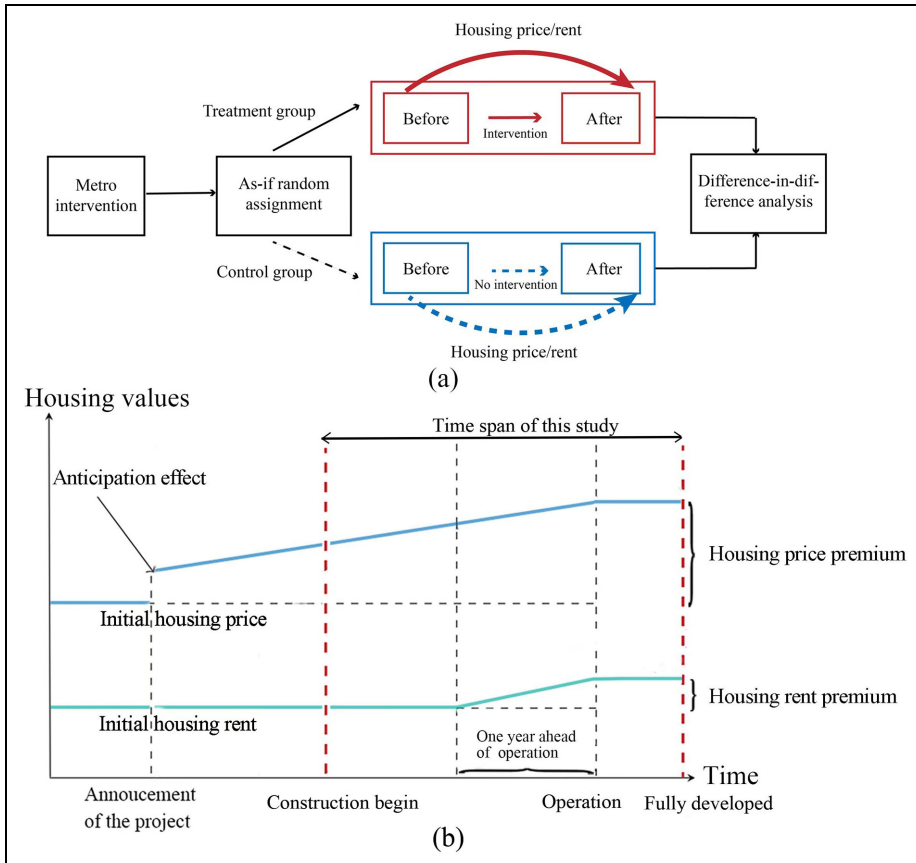 Housing price/rent
Treatment group
Before
Intervention
After
Metro
intervention
As-if random
assignment
Difference-in-dif-
ference analysis
Control group
Before
No intervention
After
Housing price/rent
(a)
Housing values
Time span of this study
Anticipation effect
Housing price premium
Initial housing price
Housing rent premium
Initial housing rent
One year ahead
of operation
Time
Annoucement
of the project
Construction begin
Operation
Fully developed
(b)